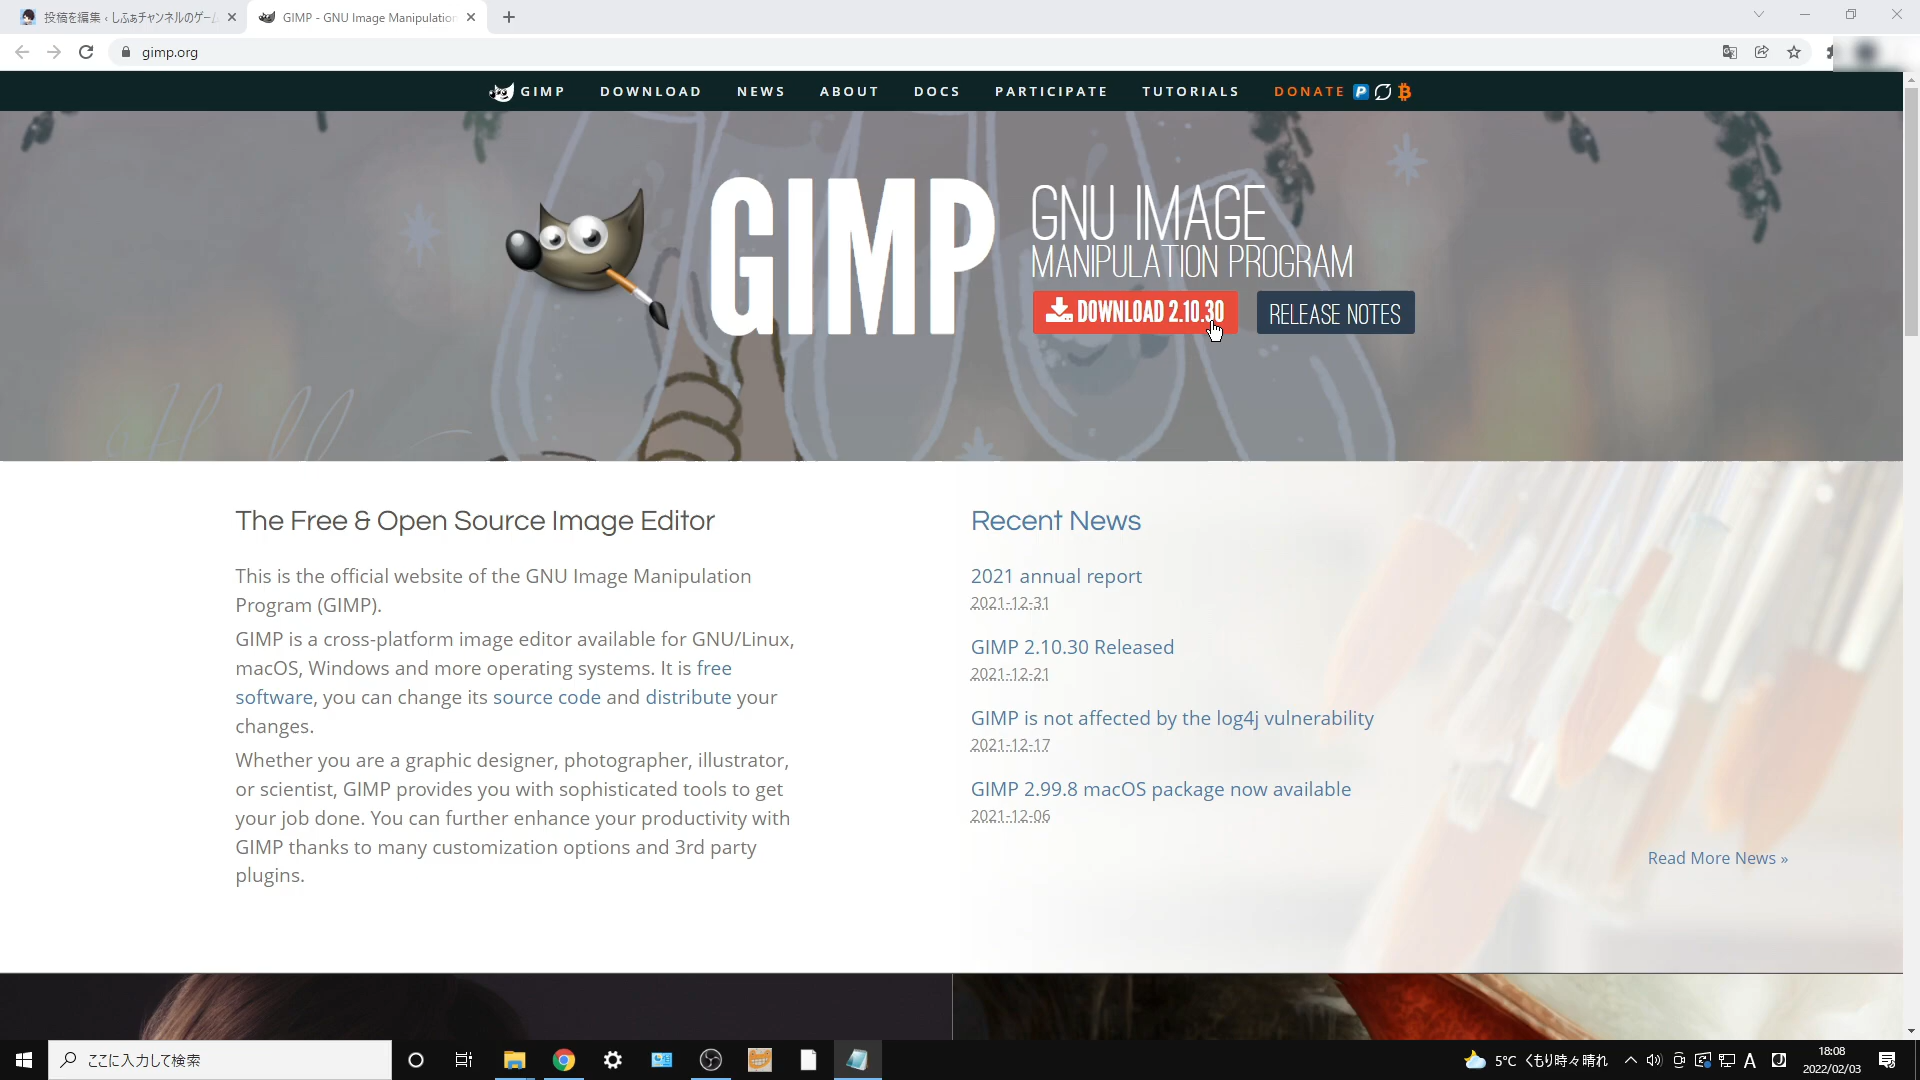 投稿を編集 ‹ しふぁチャンネルのゲー
GIMP - GNU Image Manipulation
gimp.org
GIMP
DOWNLOAD
NEWS
ABOUT
DOCS
PARTICIPATE
TUTORIALS
DONATE
GIMP
GNU IMAGE
MANIPULATION PROGRAM
DOWNLOAD 2.10.30
RELEASE NOTES
The Free & Open Source Image Editor
This is the official website of the GNU Image Manipulation
Program (GIMP).
GIMP is a cross-platform image editor available for GNU/Linux,
macOS, Windows and more operating systems. It is free
software, you can change its source code and distribute your
changes.
Whether you are a graphic designer, photographer, illustrator,
or scientist, GIMP provides you with sophisticated tools to get
your job done. You can further enhance your productivity with
GIMP thanks to many customization options and 3rd party
plugins.
Recent News
2021 annual report
2021-12-31
GIMP 2.10.30 Released
2021-12-21
GIMP is not affected by the log4j vulnerability
2021-12-17
GIMP 2.99.8 macOS package now available
2021-12-06
Read More News »
ここに入力して検索
5°C くもり時々晴れ
A
18:08
2022/02/03